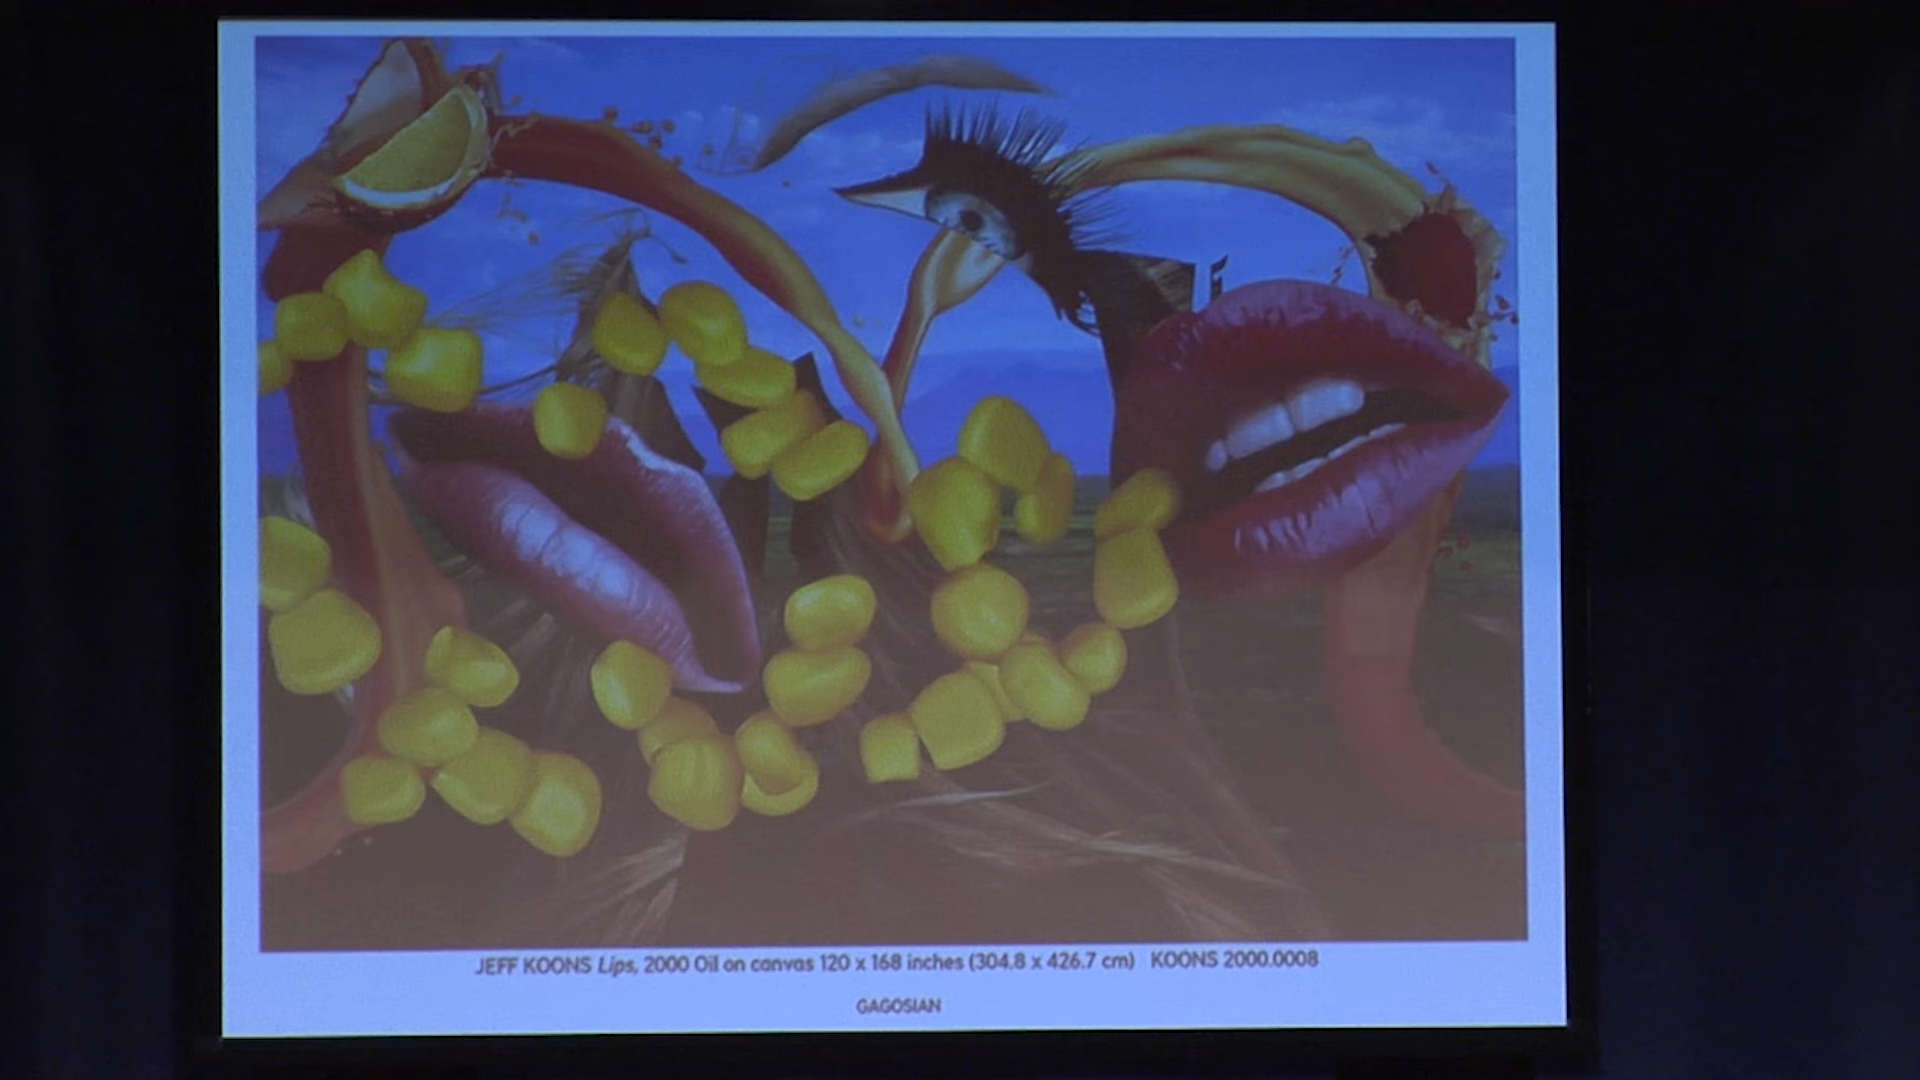 JEFF KOONS Lips, 2000 Oil on canvas 120 x 168 inches (304.8 x 426.7 cm) KOONS 2000.0008
GAGOSIAN